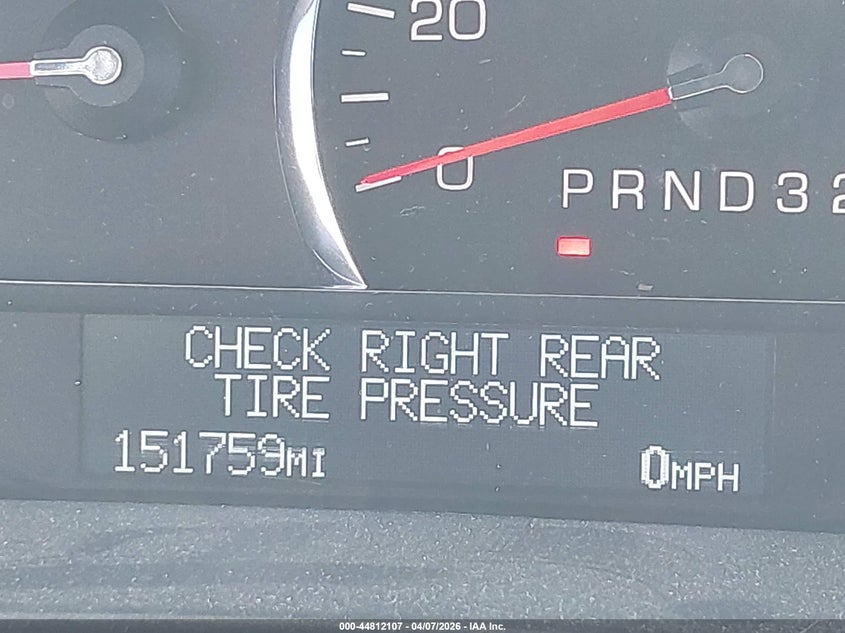 20
0
PRND32
CHECK RIGHT REAR
TIRE PRESSURE
151759MI 0MPH
000-44812107 - 04/07/2026 - IAA Inc.